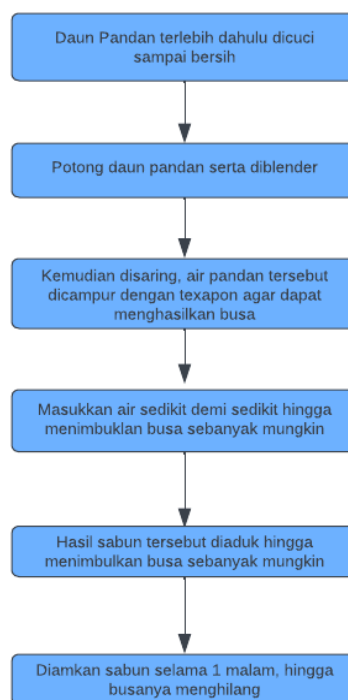 Daun Pandan terlebih dahulu dicuci
sampai bersih
Potong daun pandan serta diblender
Kemudian disaring, air pandan tersebut
dicampur dengan texapon agar dapat
menghasilkan busa
Masukkan air sedikit demi sedikit hingga
menimbuklan busa sebanyak mungkin
Hasil sabun tersebut diaduk hingga
menimbulkan busa sebanyak mungkin
Diamkan sabun selama 1 malam, hingga
busanya menghilang